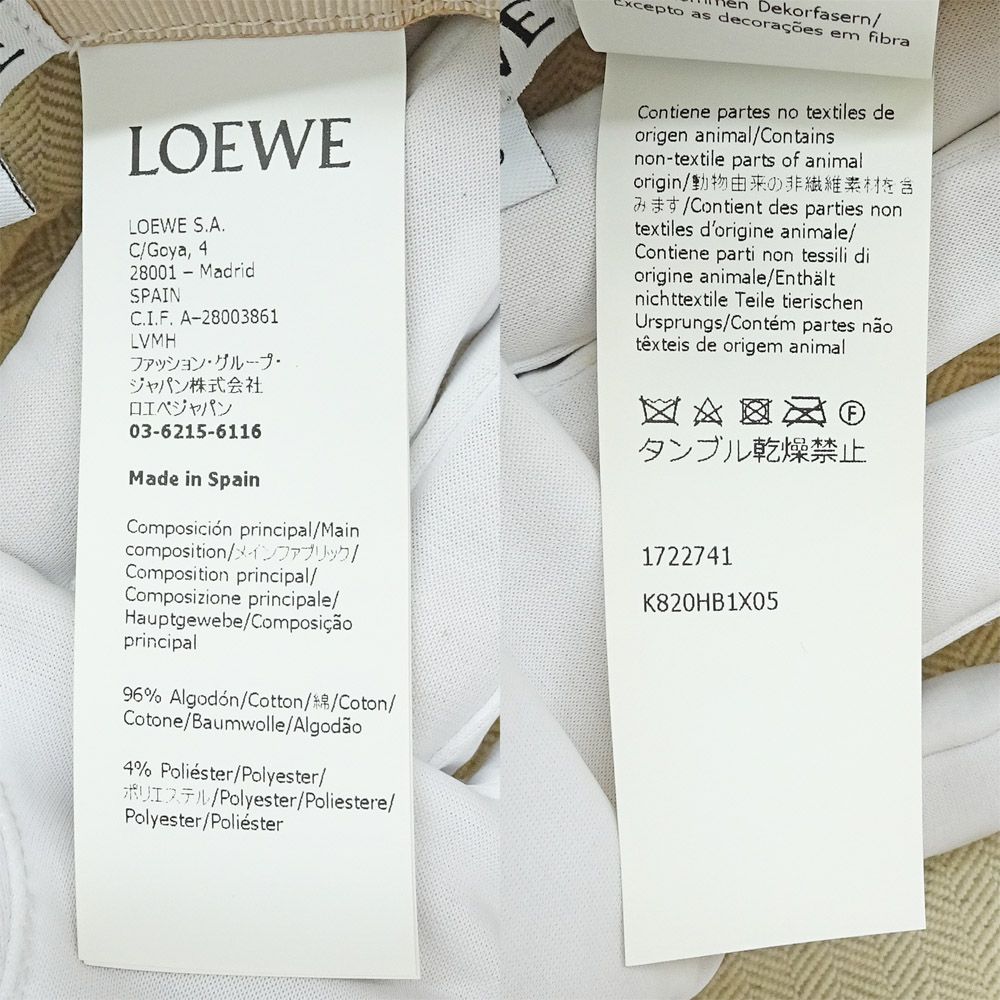 LOEWE
LOEWE S.A.
C/Goya, 4
28001 – Madrid
SPAIN
C.I.F. A-28003861
LVMH
ファッション・グループ・
ジャパン株式会社
ロエベジャパン
03-6215-6116
Made in Spain
Composición principal/Main
composition/メインファブリック/
Composition principal/
Composizione principale/
Hauptgewebe/Composição
principal
96% Algodón/Cotton/綿/Coton/
Cotone/Baumwolle/Algodão
4% Poliéster/Polyester/
ポリエステル/Polyester/Poliestere/
Polyester/Poliéster
Dekorfasern/
Excepto as decorações em fibra
Contiene partes no textiles de
origen animal/Contains
non-textile parts of animal
origin/動物由来の非繊維素材を含
みます/Contient des parties non
textiles d'origine animale/
Contiene parti non tessili di
origine animale/Enthält
nichttextile Teile tierischen
Ursprungs/Contém partes não
têxteis de origem animal
F
タンブル乾燥禁止
1722741
K820HB1X05